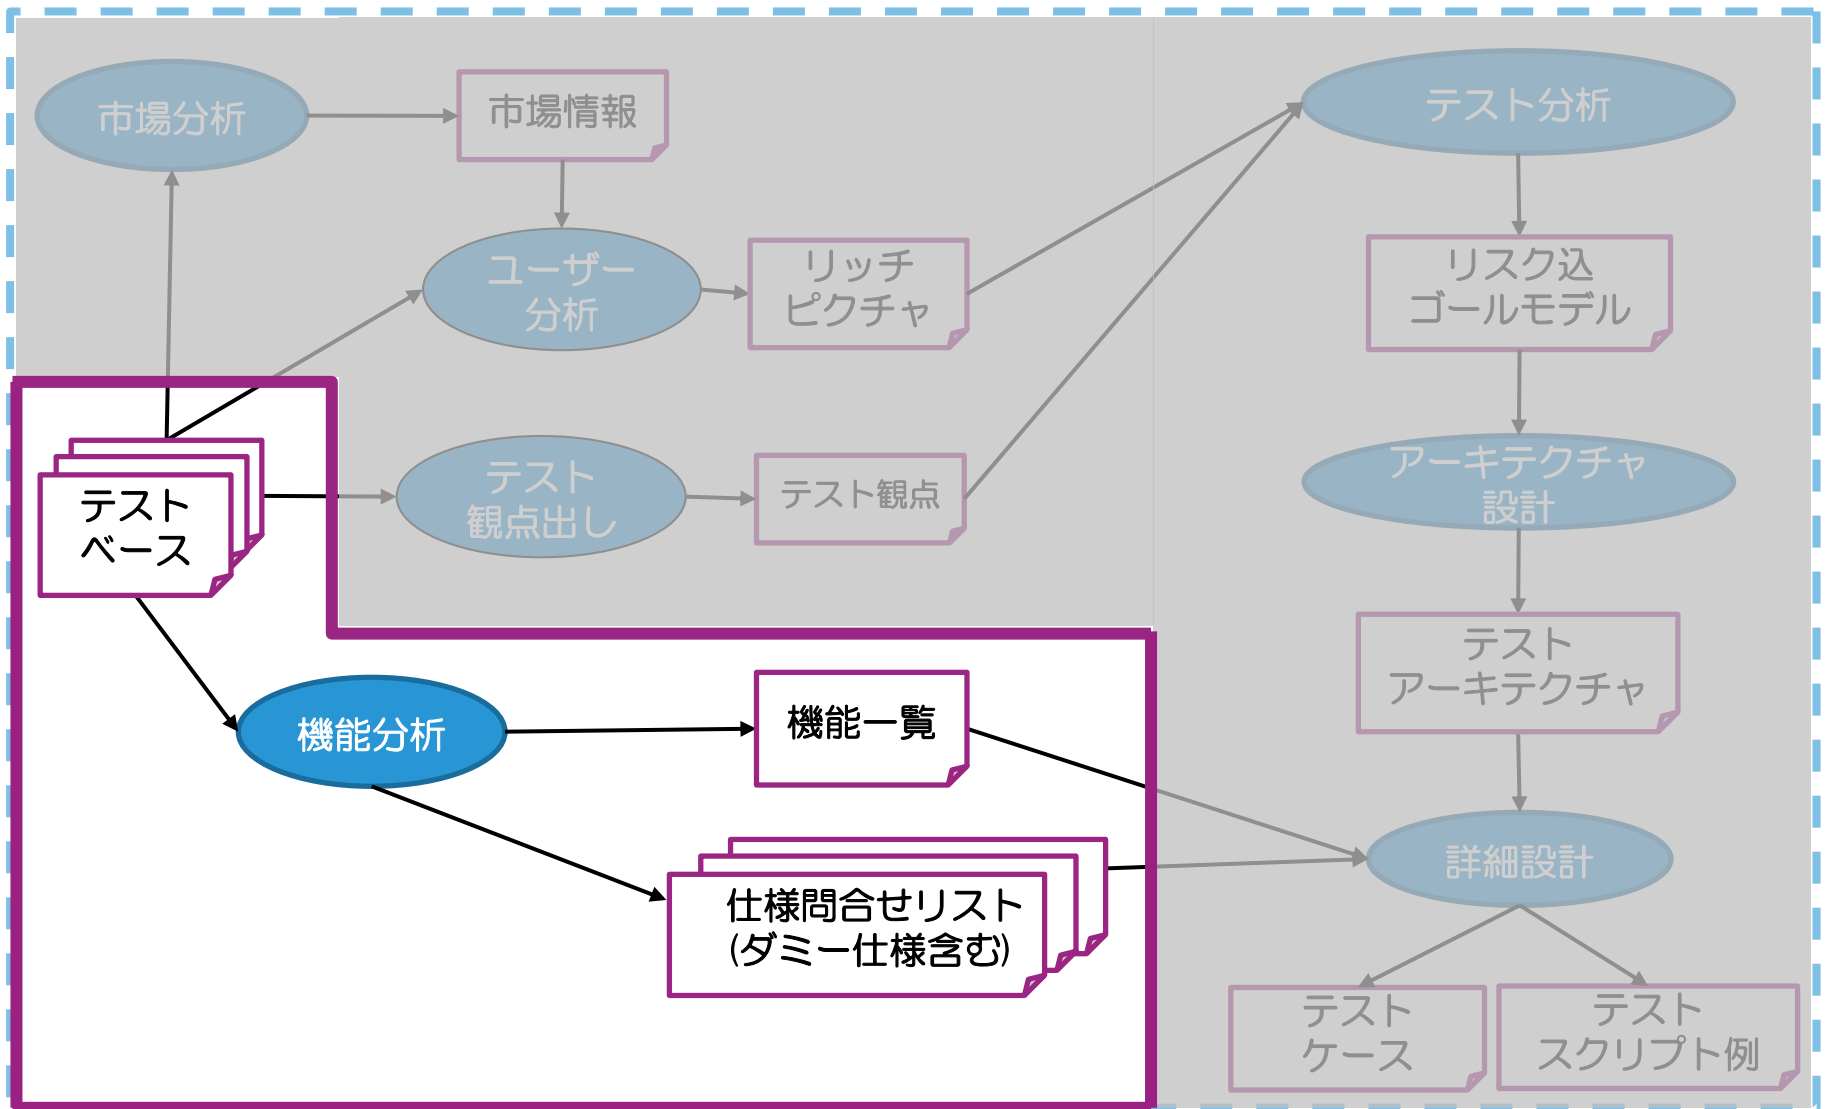 市場分析
市場情報
テスト分析
ユーザー
分析
リッチ
ピクチャ
リスク込
ゴールモデル
テスト
ベース
テスト
観点出し
テスト観点
アーキテクチャ
設計
テスト
アーキテクチャ
機能分析
機能一覧
詳細設計
仕様問合せリスト
(ダミー仕様含む)
テスト
ケース
テスト
スクリプト例